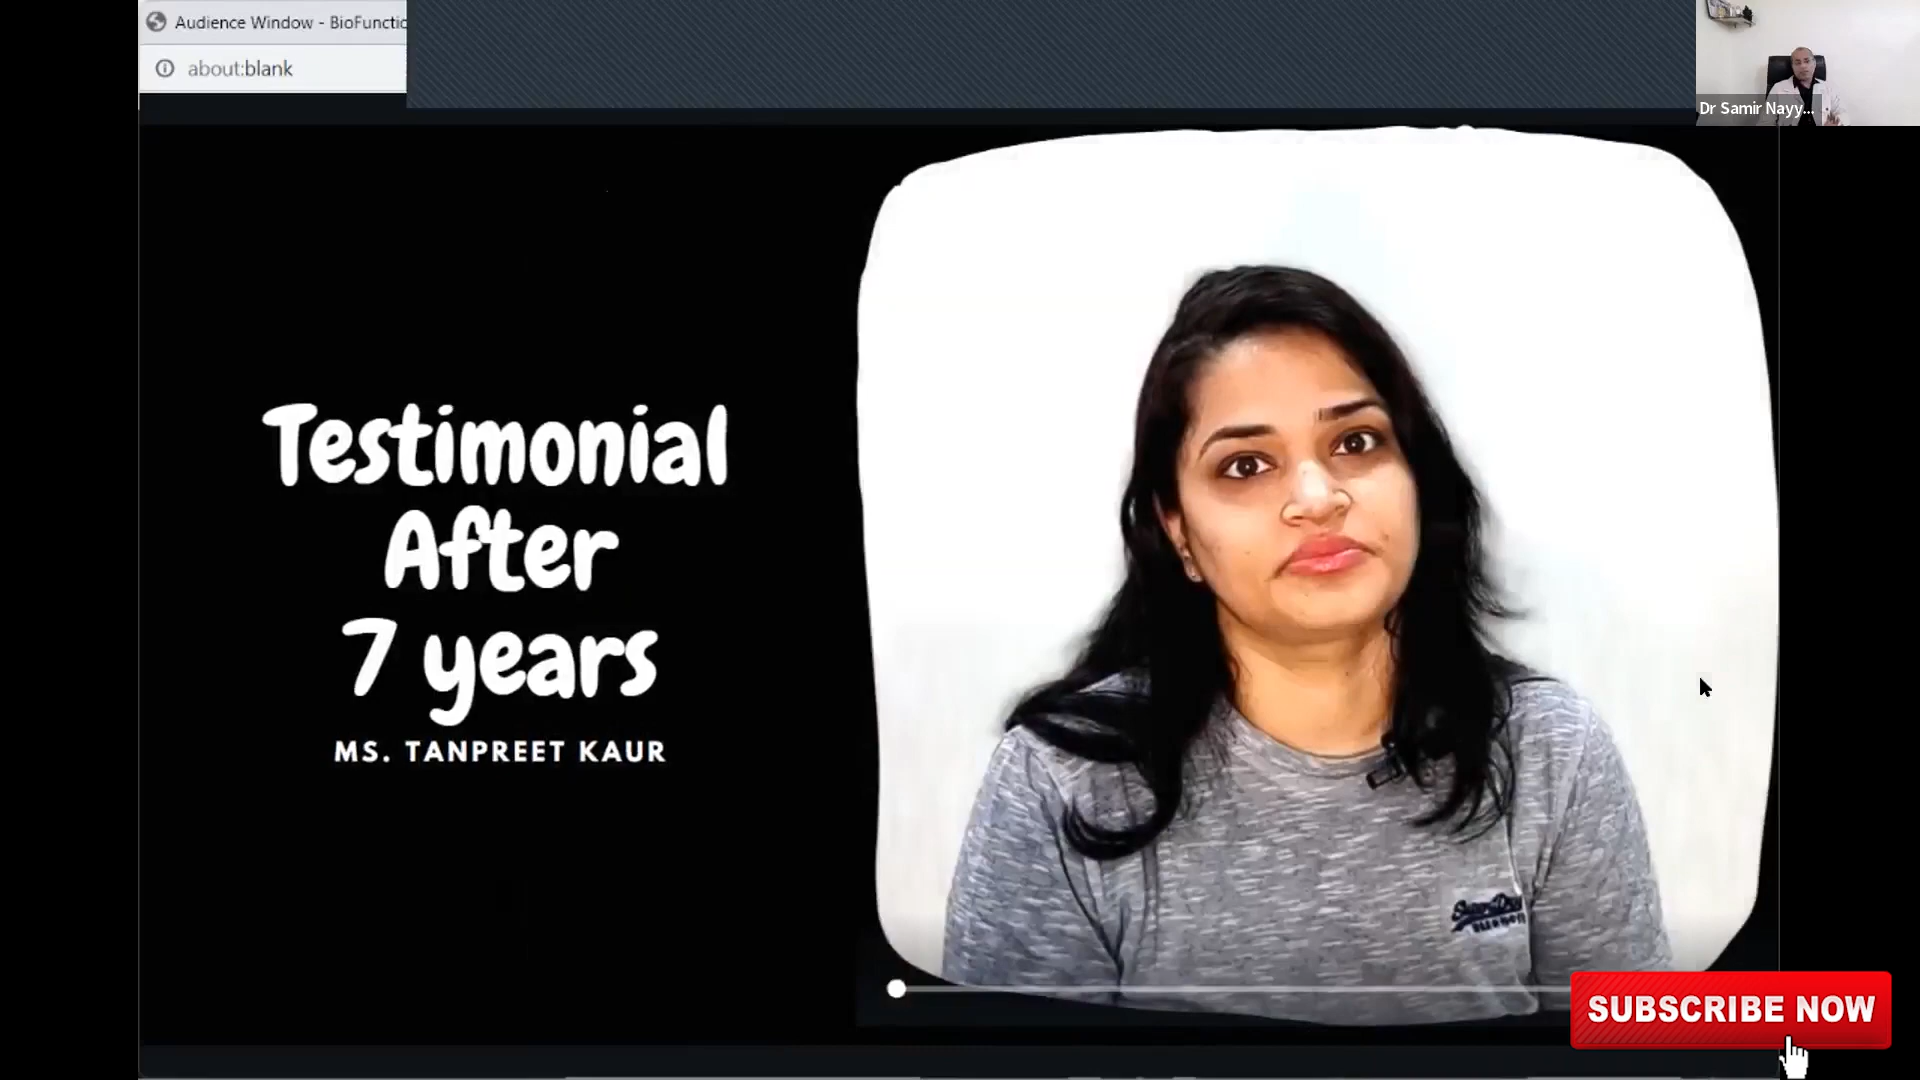 Audience Window - BioFunctio
about:blank
Dr Samir Nayy...
Testimonial
After
7 years
MS. TANPREET KAUR
SUBSCRIBE NOW